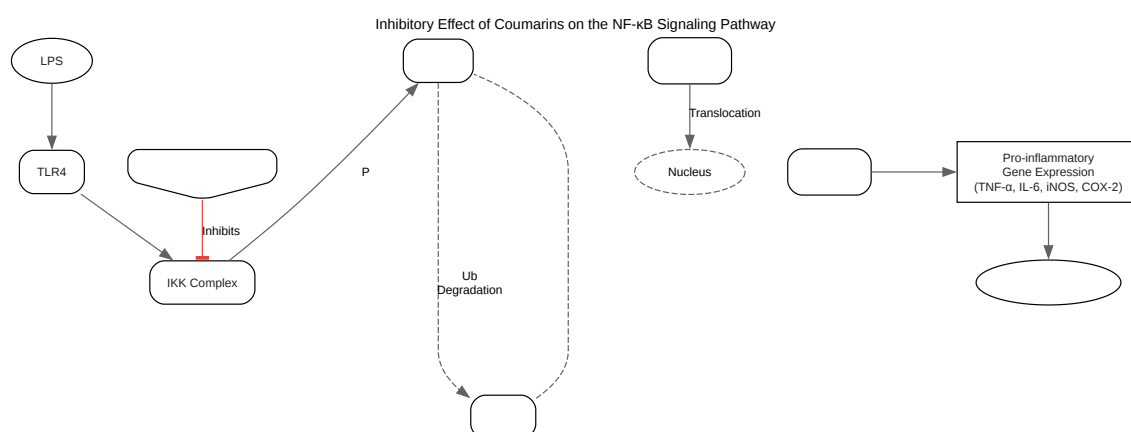 Inhibitory Effect of Coumarins on the NF-κB Signaling Pathway
LPS
TLR4
Inhibits
IKK Complex
P
Ub
Degradation
Translocation
Nucleus
Pro-inflammatory
Gene Expression
(TNF-α, IL-6, iNOS, COX-2)